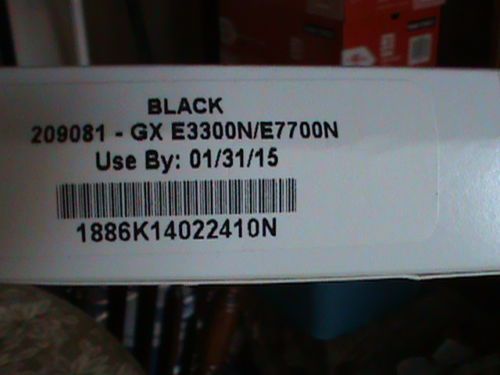 BLACK
209081 - GX E3300N/E7700N
Use By: 01/31/15
1886K14022410N